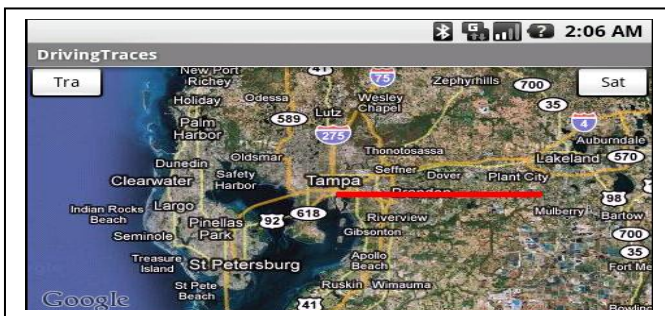 2:06 AM
DrivingTraces
Tra
Sat
New Port
Richey
41
75
Zephyrhills
700
Holiday
Odessa
Wesley
Chapel
35
Palm
Harbor
589
Lutz
275
4
Auburndale
Thonotosassa
Dunedin
Oldsmar
Seffner
Dover
Plant City
Lakeland
570
Clearwater
Safety
Harbor
Tampa
Brandon
98
Indian Rocks
Beach
Largo
Pinellas
Park
92
618
Riverview
Mulberry
Bartow
Seminole
Gibsonton
700
35
Treasure
Island
St Petersburg
Apollo
Beach
Fort Me
St Pete
Beach
Ruskin
Wimauma
Google
41
Bowling